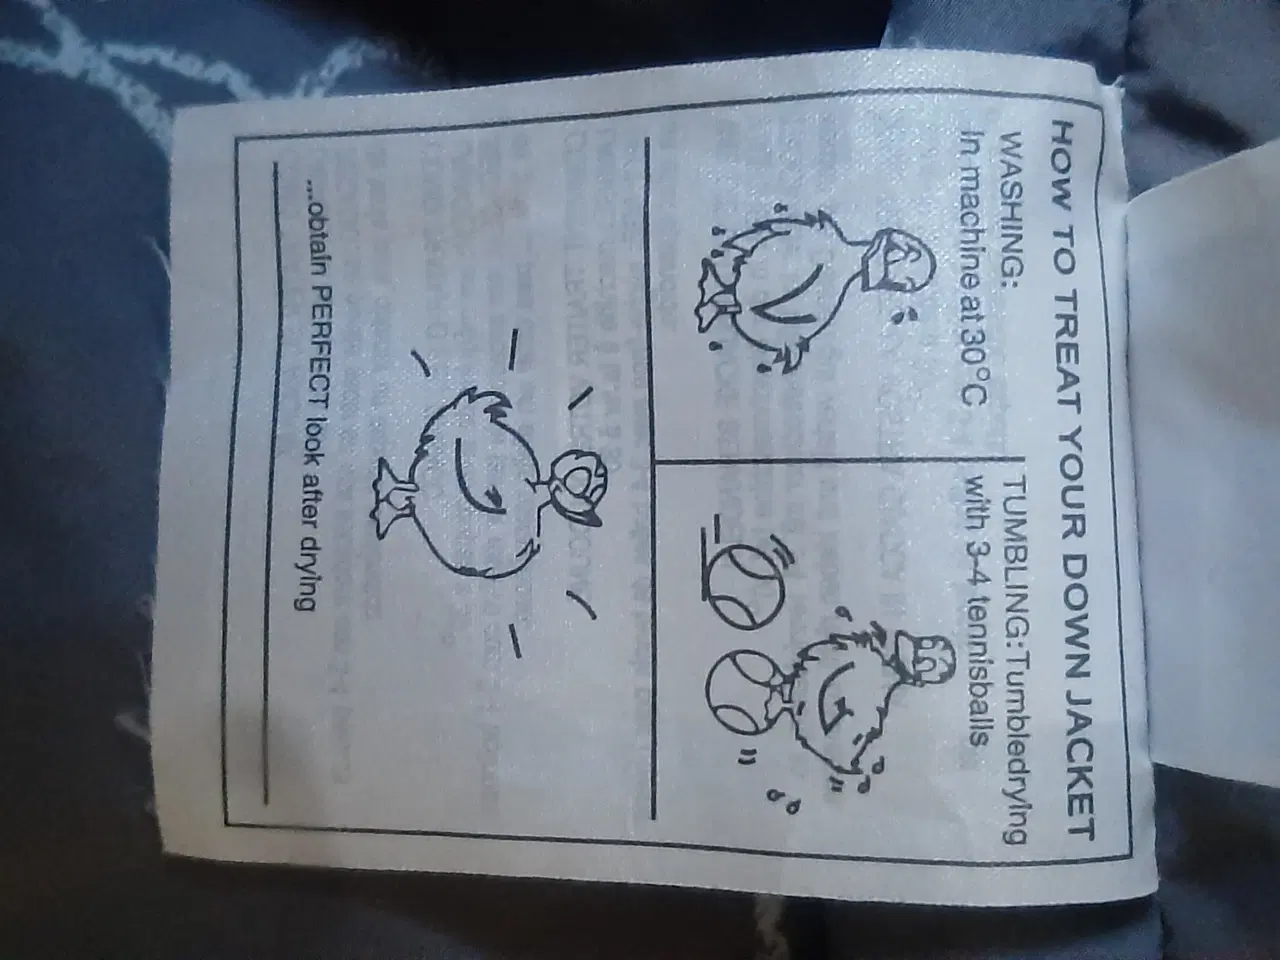 HOW TO TREAT YOUR DOWN JACKET
WASHING:
In machine at 30°C
TUMBLING:Tumbledrying
with 3-4 tennisballs
....obtain PERFECT look after drying